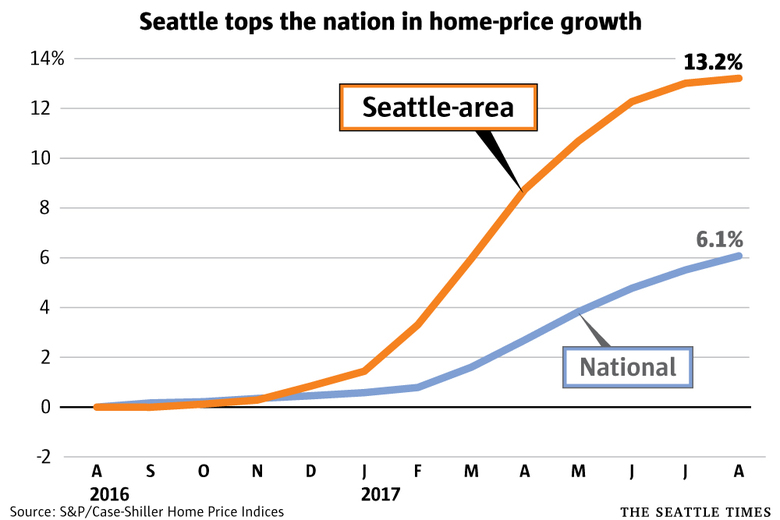 Seattle tops the nation in home-price growth
14%
13.2%
12
Seattle-area
10
8
6.1%
6
4
National
2
0
-2
A S O N D J F M A M J J A
2016 2017
Source: S&P/Case-Shiller Home Price Indices
THE SEATTLE TIMES